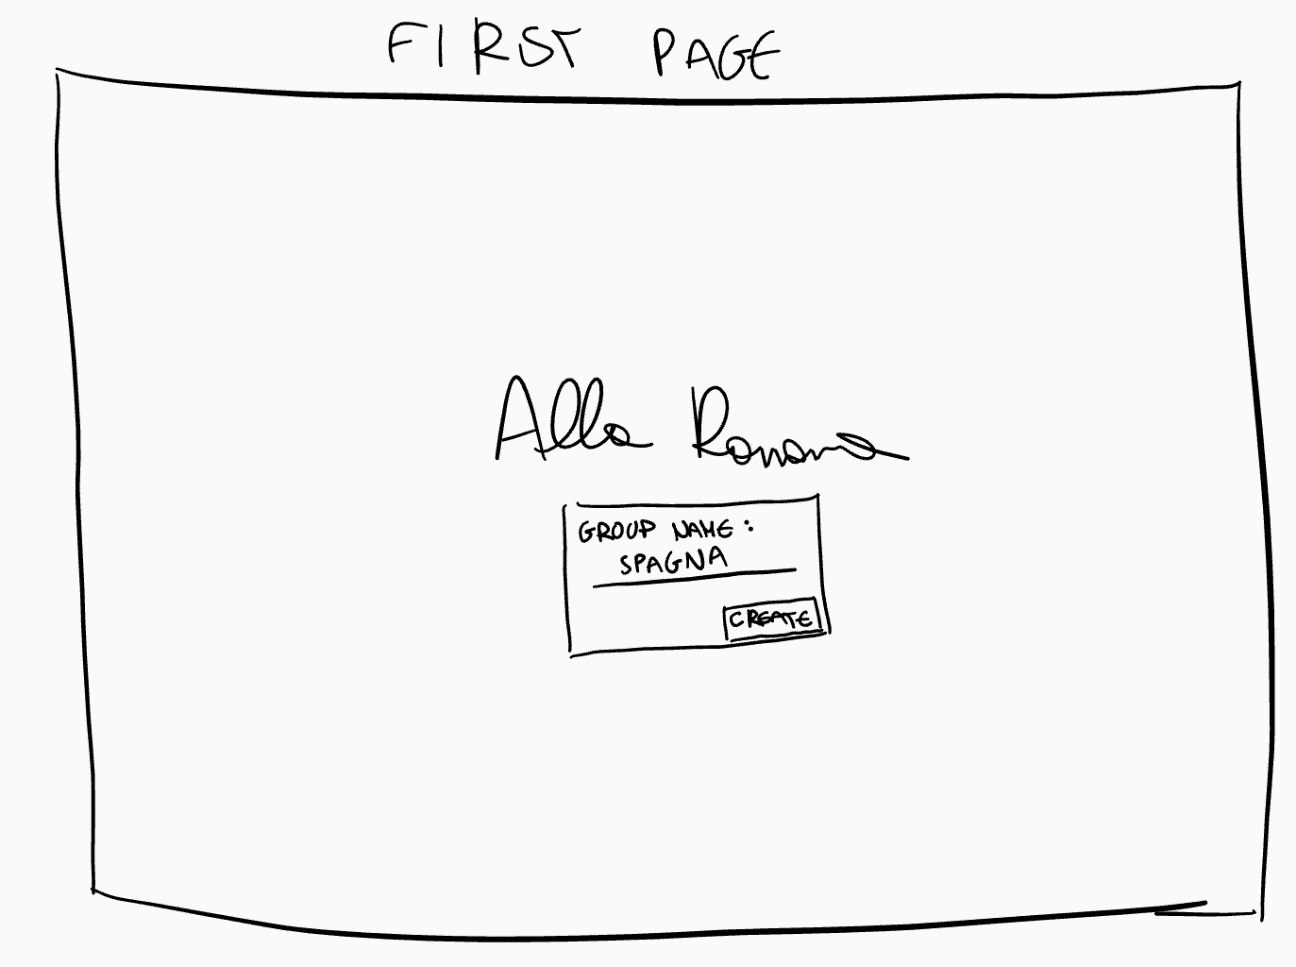 FIRST PAGE
Alla Romana
GROUP NAME:
SPAGNA
CREATE